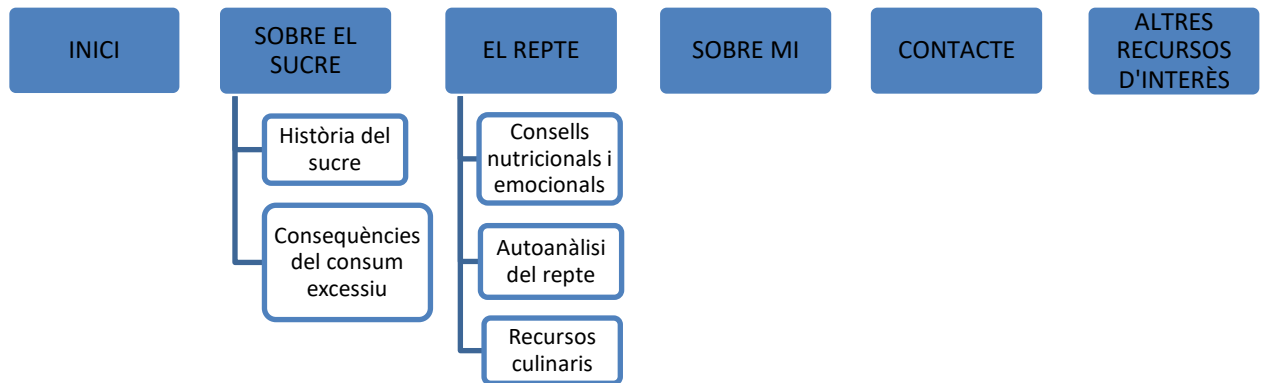 INICI
SOBRE EL
SUCRE
EL REPTE
SOBRE MI
CONTACTE
ALTRES
RECURSOS
D'INTERÈS
Història del
sucre
Consequències
del consum
excessiu
Consells
nutricionals i
emocionals
Autoanàlisi
del repte
Recursos
culinaris